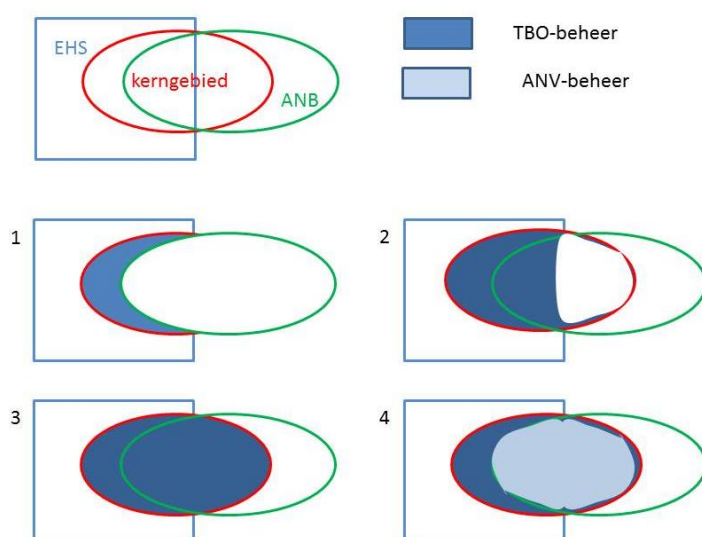 EHS
kerngebied
ANB
TBO-beheer
ANV-beheer
1
2
3
4